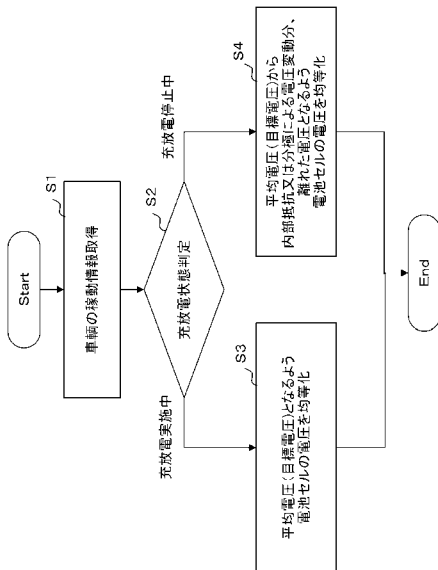 Start
S1
車輌の稼動情報取得
S2
充放電状態判定
充放電実施中
充放電停止中
S3
平均電圧(目標電圧)となるよう
電池セルの電圧を均等化
S4
平均電圧(目標電圧)から
内部抵抗又は分極による電圧変動分、
離れた電圧となるよう
電池セルの電圧を均等化
End